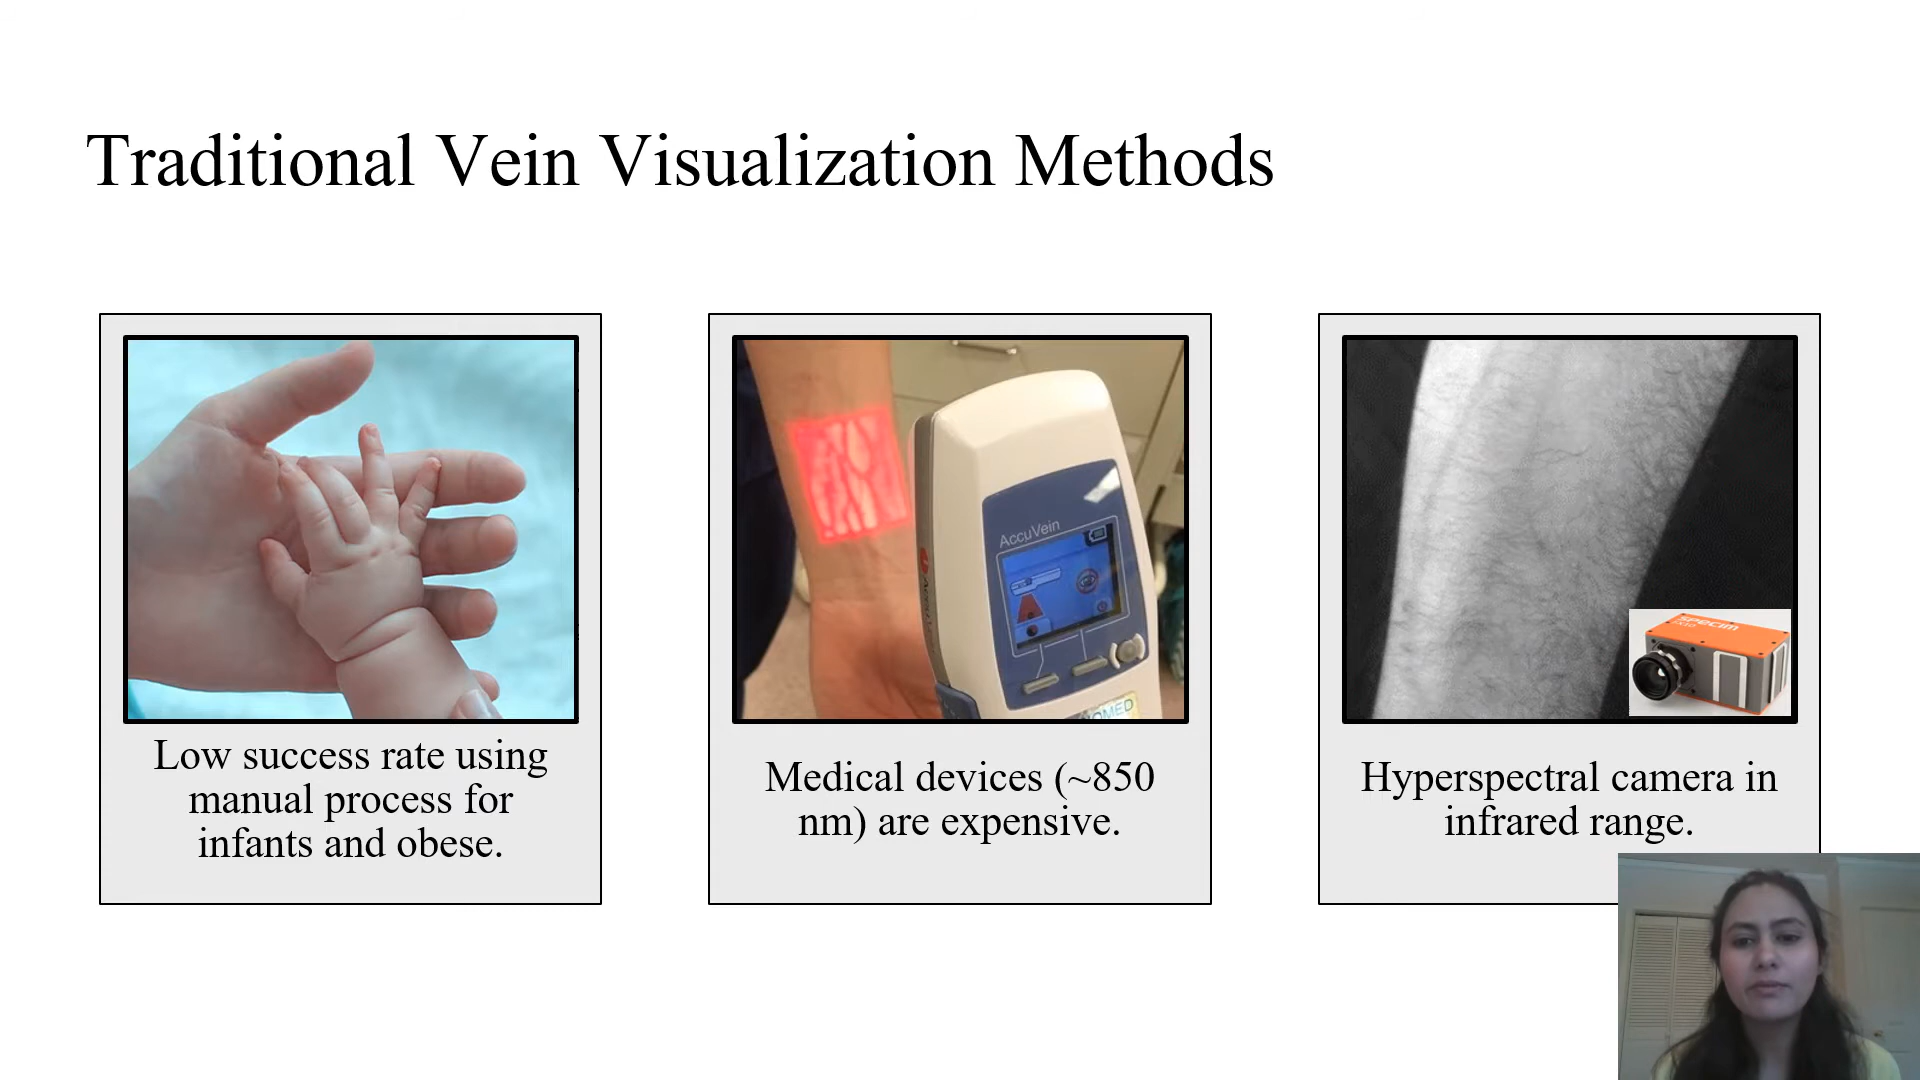 Traditional Vein Visualization Methods
AccuVein
SPECIM
Low success rate using
manual process for
infants and obese.
Medical devices (~850
nm) are expensive.
Hyperspectral camera in
infrared range.